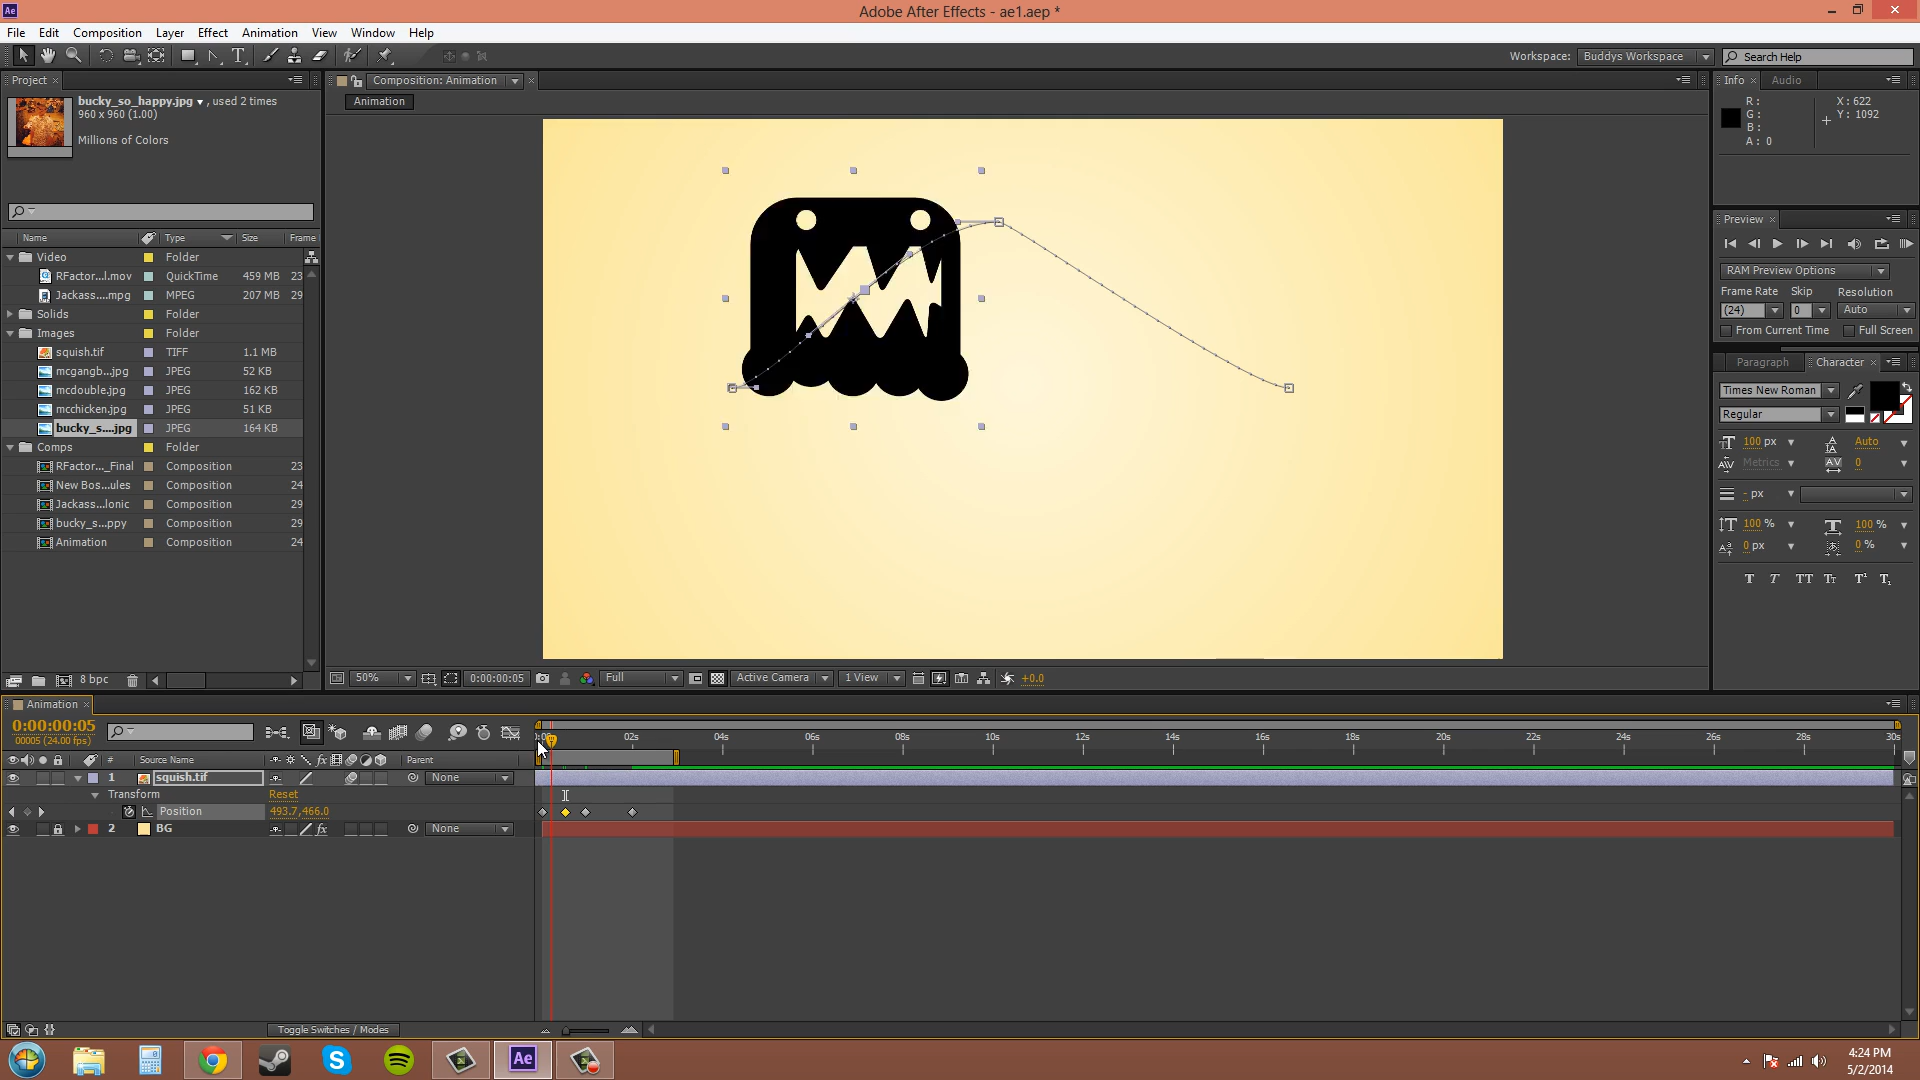 Ae
Adobe After Effects - ae1.aep *
File Edit Composition Layer Effect Animation View Window Help
Workspace: Buddys Workspace Search Help
Project
bucky_so_happy.jpg , used 2 times
960 x 960 (1.00)
Millions of Colors
Name Type Size Frame
Video Folder
RFactor...l.mov QuickTime 459 MB 23
Jackass....mpg MPEG 207 MB 29
Solids Folder
Images Folder
squish.tif TIFF 1.1 MB
mcgangb...jpg JPEG 52 KB
mcdouble.jpg JPEG 162 KB
mcchicken.jpg JPEG 51 KB
bucky_s....jpg JPEG 164 KB
Comps Folder
RFactor..._Final Composition 23
New Bos...ules Composition 24
Jackass...lonic Composition 29
bucky_s...ppy Composition 29
Animation Composition 24
8 bpc
Composition: Animation
Animation
50% 0:00:00:05 Full Active Camera 1 View +0.0
Info Audio
R: X: 622
G: Y: 1092
B:
A: 0
Preview
RAM Preview Options
Frame Rate Skip Resolution
(24) 0 Auto
From Current Time Full Screen
Paragraph Character
Times New Roman
Regular
100 px Auto
Metrics 0
- px
100 % 100 %
0 px 0 %
T T TT Tt T¹ T₁
Animation
0:00:00:05
00005 (24.00 fps)
02s 04s 06s 08s 10s 12s 14s 16s 18s 20s 22s 24s 26s 28s 30s
# Source Name Parent
1 squish.tif None
Transform Reset
Position 493.7,466.0
2 BG None
Toggle Switches / Modes
Ae
4:24 PM
5/2/2014